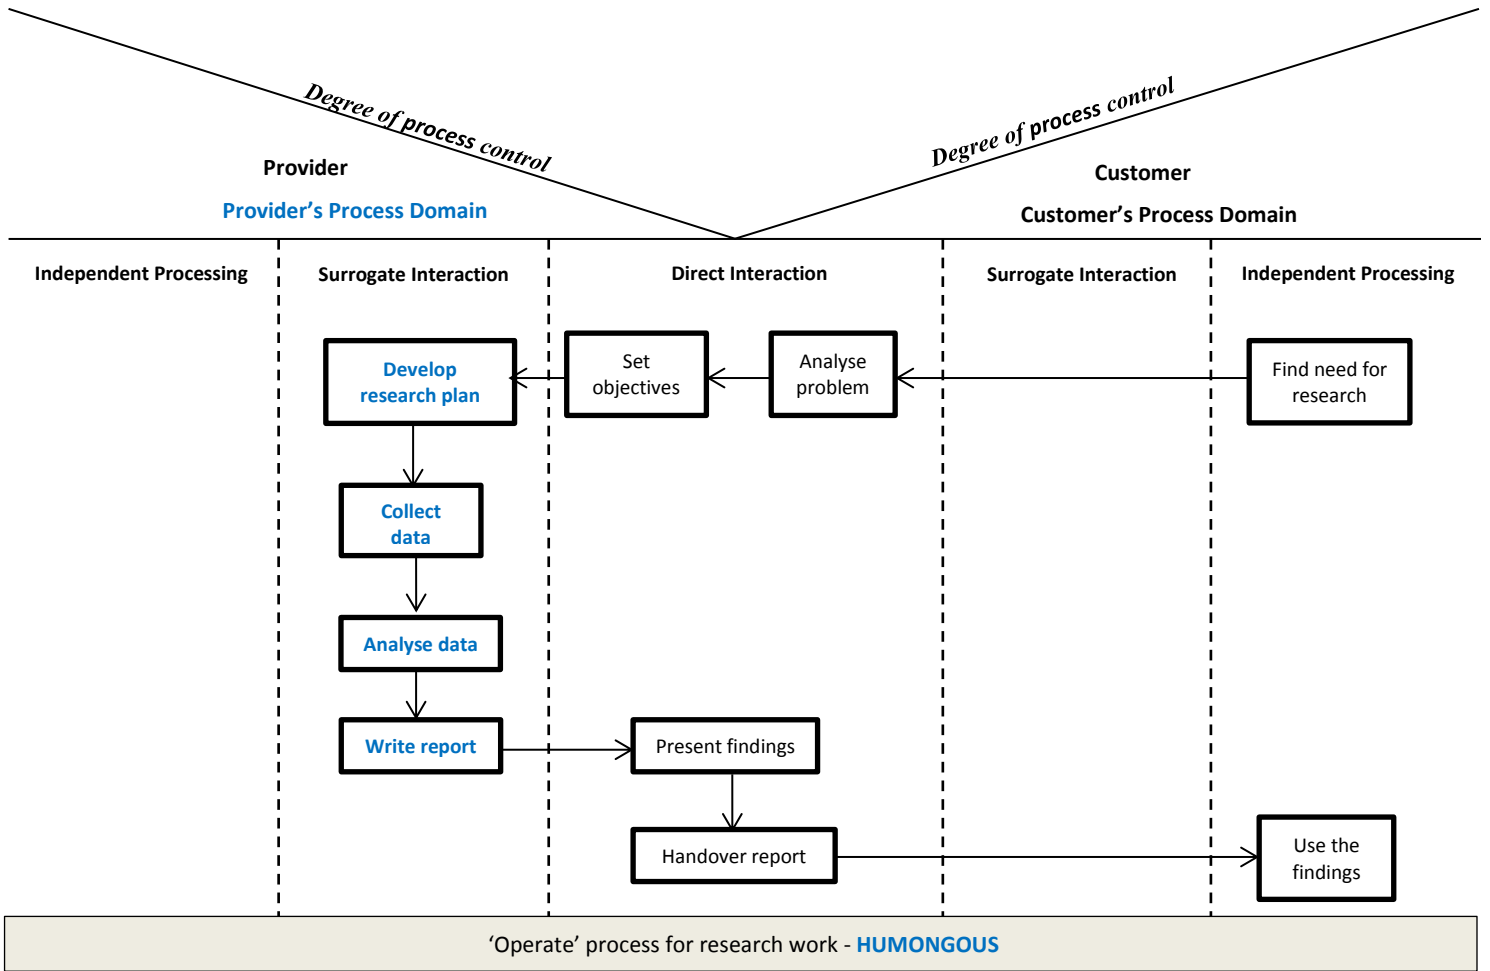 Degree of process control
Degree of process control
Provider
Customer
Provider's Process Domain
Customer's Process Domain
Independent Processing
Surrogate Interaction
Direct Interaction
Surrogate Interaction
Independent Processing
Develop
research plan
Set
objectives
Analyse
problem
Find need for
research
Collect
data
Analyse data
Write report
Present findings
Handover report
Use the
findings
‘Operate’ process for research work - HUMONGOUS